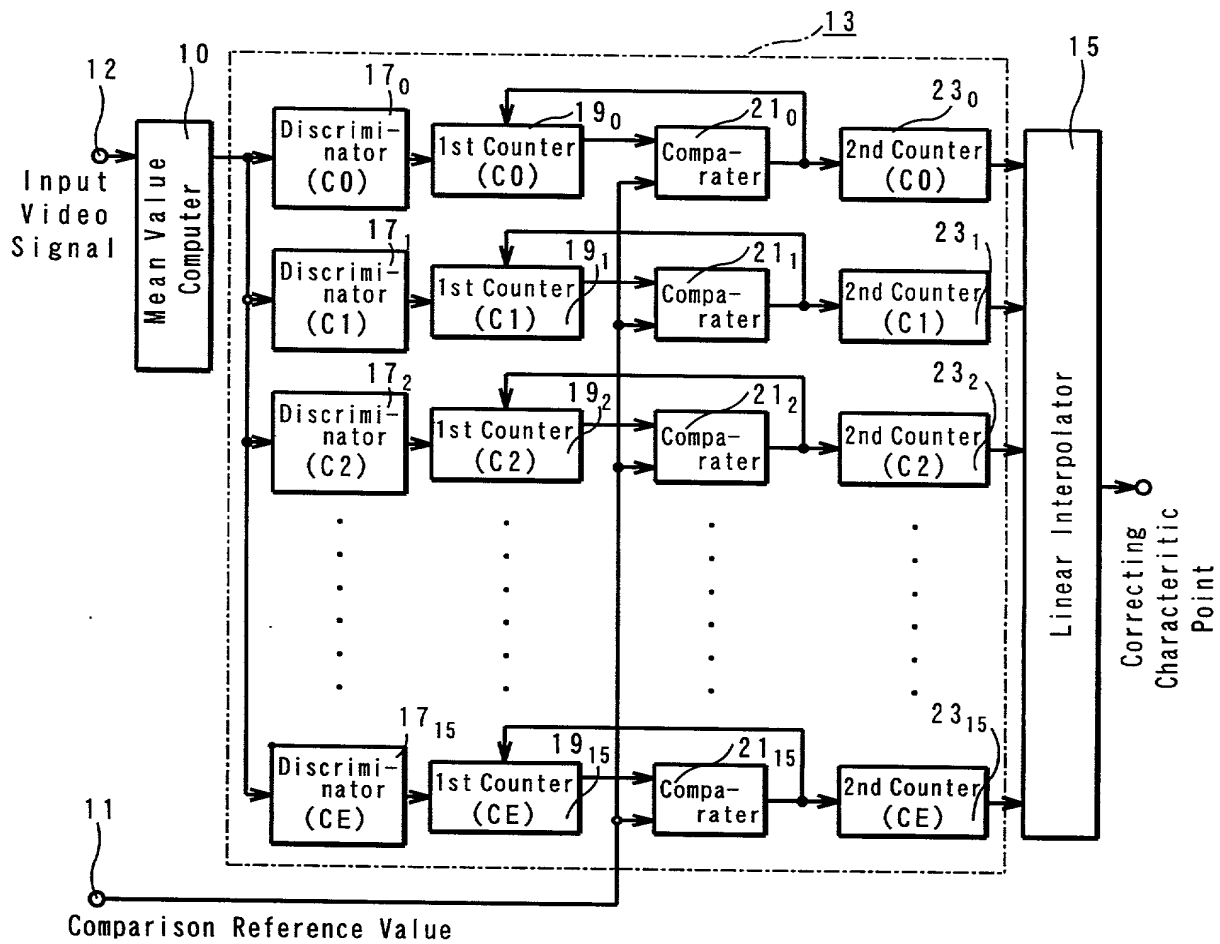 13
12
10
15
17₀
19₀
21₀
23₀
Input
Video
Signal
Mean Value
Computer
Discrimi-
nator
(C0)
1st Counter
(C0)
Compa-
rater
2nd Counter
(C0)
17₁
19₁
21₁
23₁
Discrimi-
nator
(C1)
1st Counter
(C1)
Compa-
rater
2nd Counter
(C1)
17₂
19₂
21₂
23₂
Discrimi-
nator
(C2)
1st Counter
(C2)
Compa-
rater
2nd Counter
(C2)
Linear Interpolator
Correcting
Characteritic
Point
17₁₅
19₁₅
21₁₅
23₁₅
Discrimi-
nator
(CE)
1st Counter
(CE)
Compa-
rater
2nd Counter
(CE)
11
Comparison Reference Value